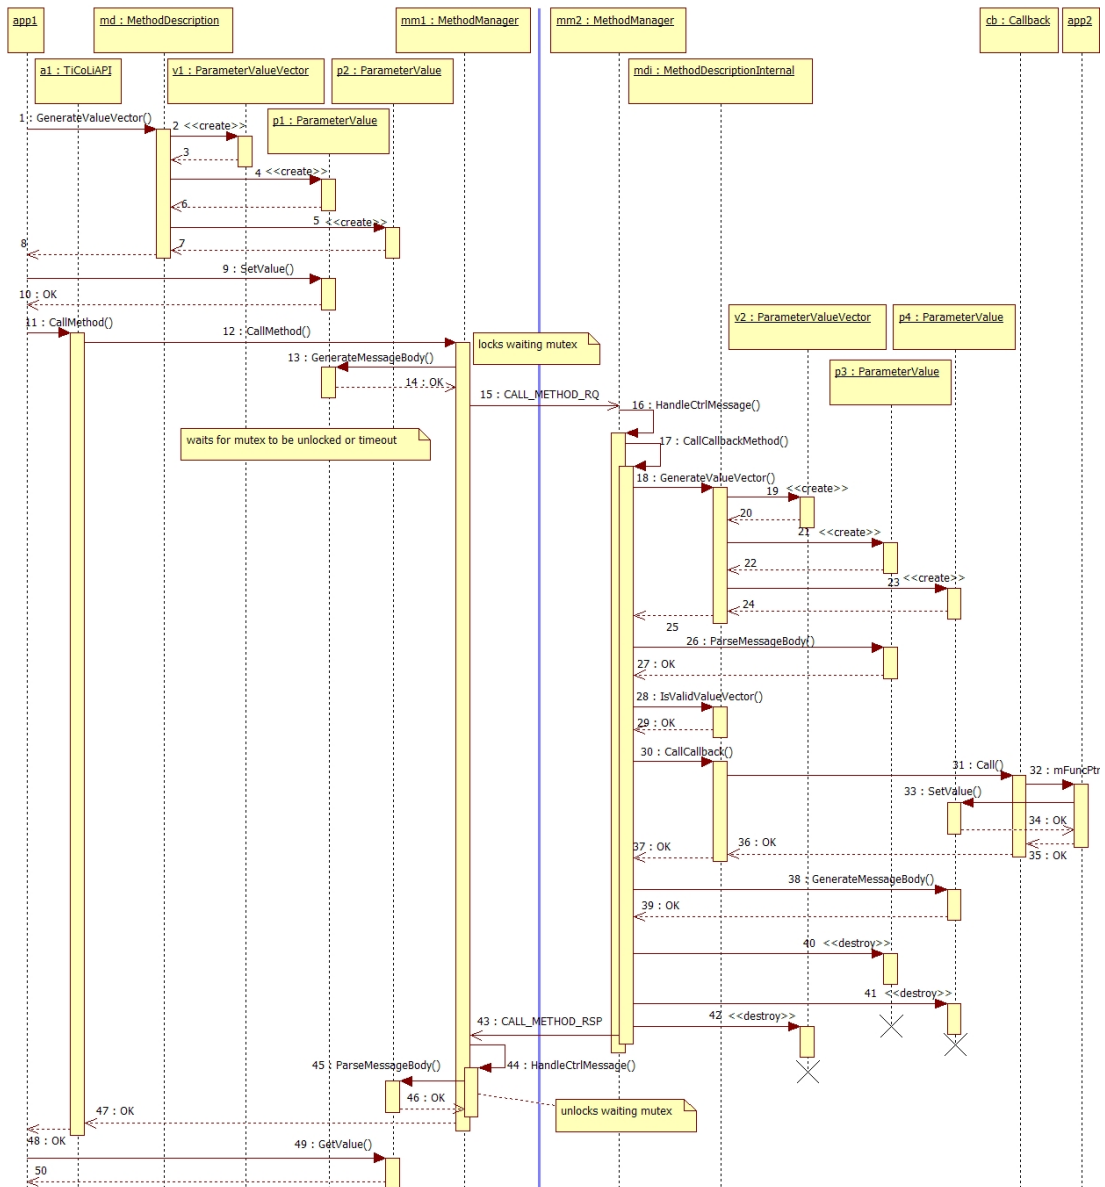 app1
md : MethodDescription
mm1 : MethodManager
mm2 : MethodManager
cb : Callback
app2
a1 : TiCoLiAPI
v1 : ParameterValueVector
p2 : ParameterValue
mdi : MethodDescriptionInternal
p1 : ParameterValue
1 : GenerateValueVector()
2 <<create>>
3
4 <<create>>
6
5 <<create>>
7
8
9 : SetValue()
10 : OK
11 : CallMethod()
12 : CallMethod()
v2 : ParameterValueVector
p4 : ParameterValue
locks waiting mutex
13 : GenerateMessageBody()
p3 : ParameterValue
14 : OK
15 : CALL_METHOD_RQ
16 : HandleCtrlMessage()
waits for mutex to be unlocked or timeout
17 : CallCallbackMethod()
18 : GenerateValueVector()
19 <<create>>
20
21 <<create>>
22
23 <<create>>
24
25
26 : ParseMessageBody()
27 : OK
28 : IsValidValueVector()
29 : OK
30 : CallCallback()
31 : Call()
32 : mFuncPtr
33 : SetValue()
34 : OK
35 : OK
36 : OK
37 : OK
38 : GenerateMessageBody()
39 : OK
40 <<destroy>>
41 <<destroy>>
42 <<destroy>>
43 : CALL_METHOD_RSP
44 : HandleCtrlMessage()
45 : ParseMessageBody()
46 : OK
unlocks waiting mutex
47 : OK
48 : OK
49 : GetValue()
50